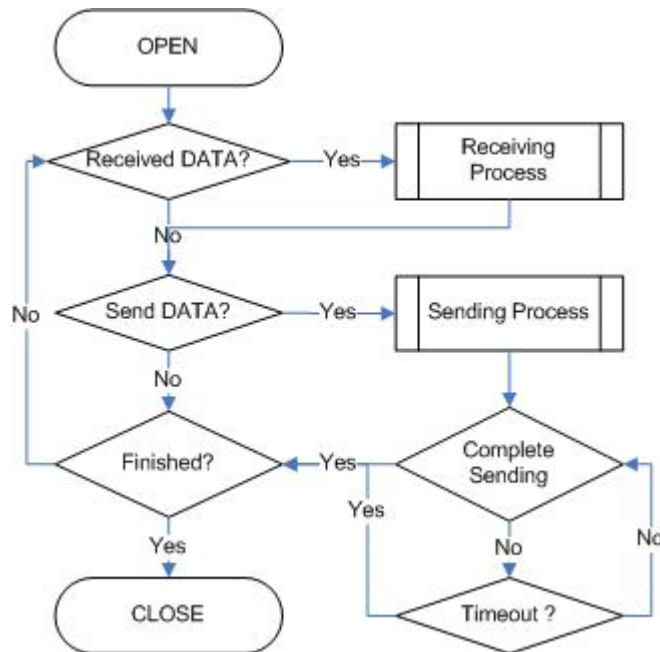 OPEN
Received DATA?
Yes
Receiving
Process
No
No
Send DATA?
Yes
Sending Process
No
Finished?
Yes
Complete
Sending
Yes
No
No
Yes
CLOSE
Timeout ?